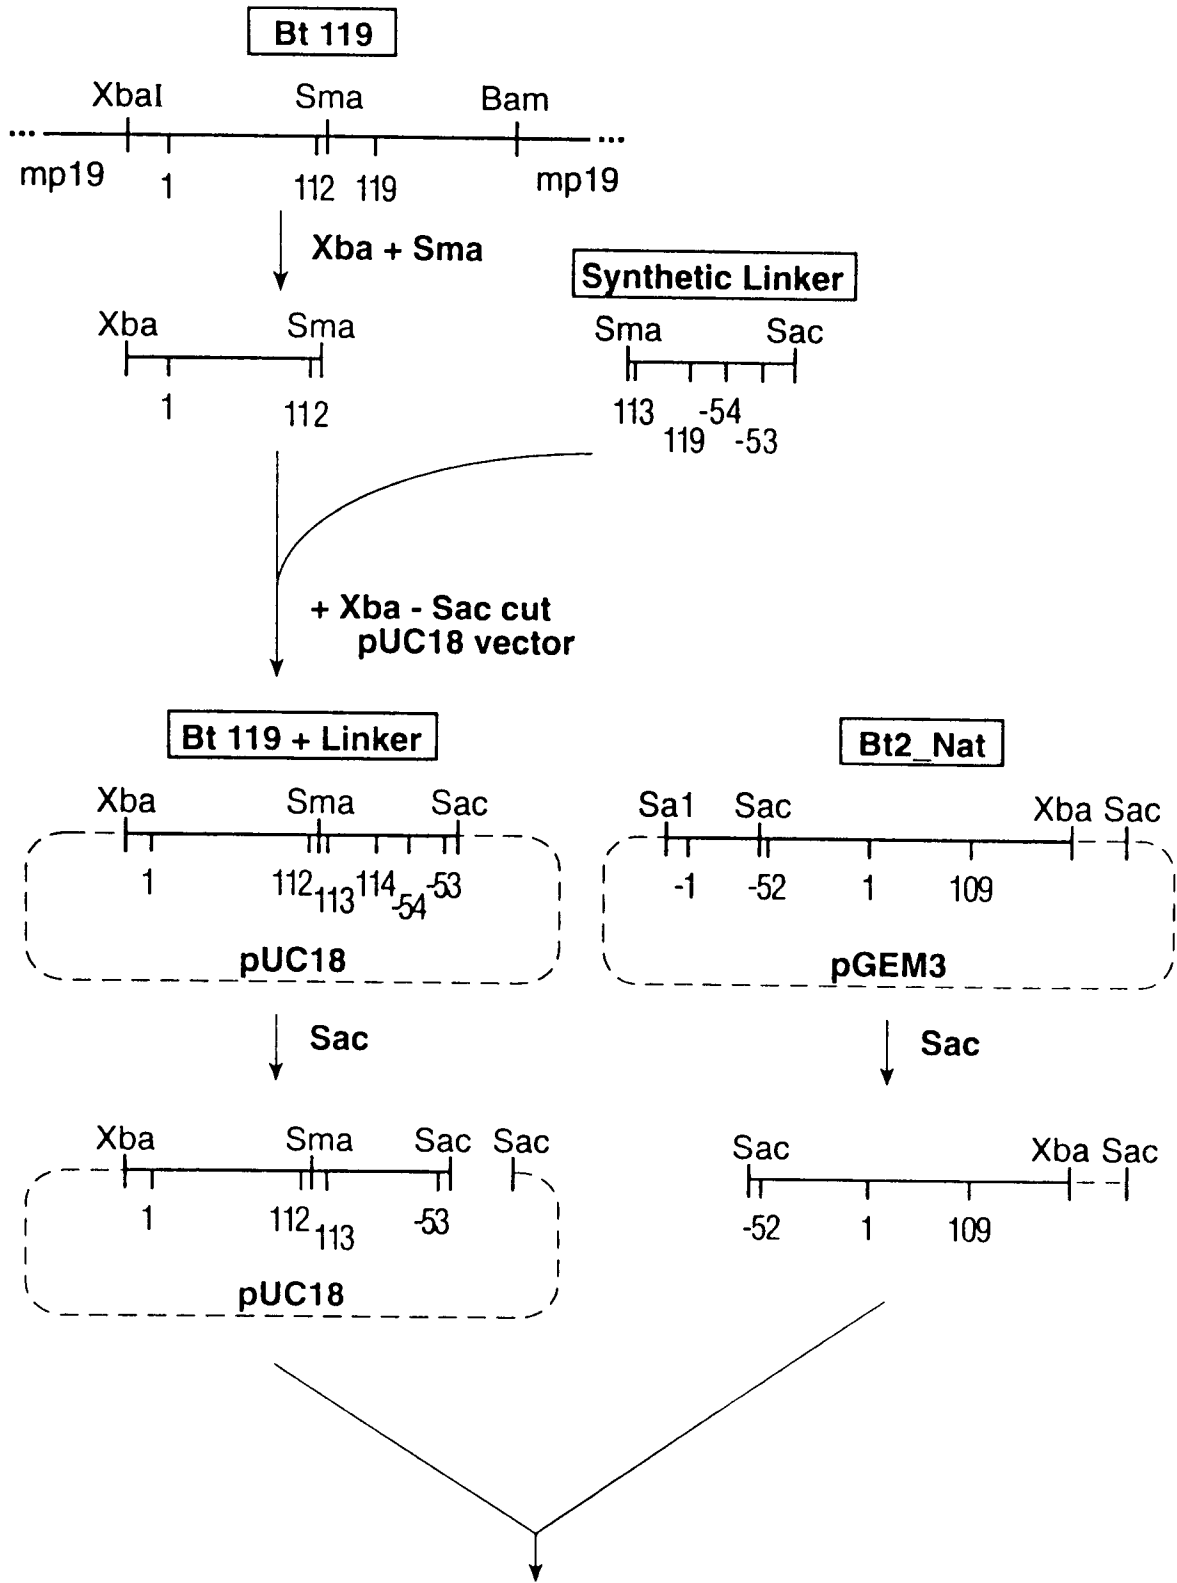 Bt 119
XbaI Sma Bam
... ...
mp19 1 112 119 mp19
Xba + Sma
Synthetic Linker
Xba Sma
Sma Sac
1 112
113 -54
119 -53
+ Xba - Sac cut
pUC18 vector
Bt 119 + Linker
Bt2_Nat
Xba Sma Sac
Sa1 Sac Xba Sac
1 112 113 114 -54 -53
-1 -52 1 109
pUC18
pGEM3
Sac
Sac
Xba Sma Sac Sac
Sac Xba Sac
1 112 113 -53
-52 1 109
pUC18